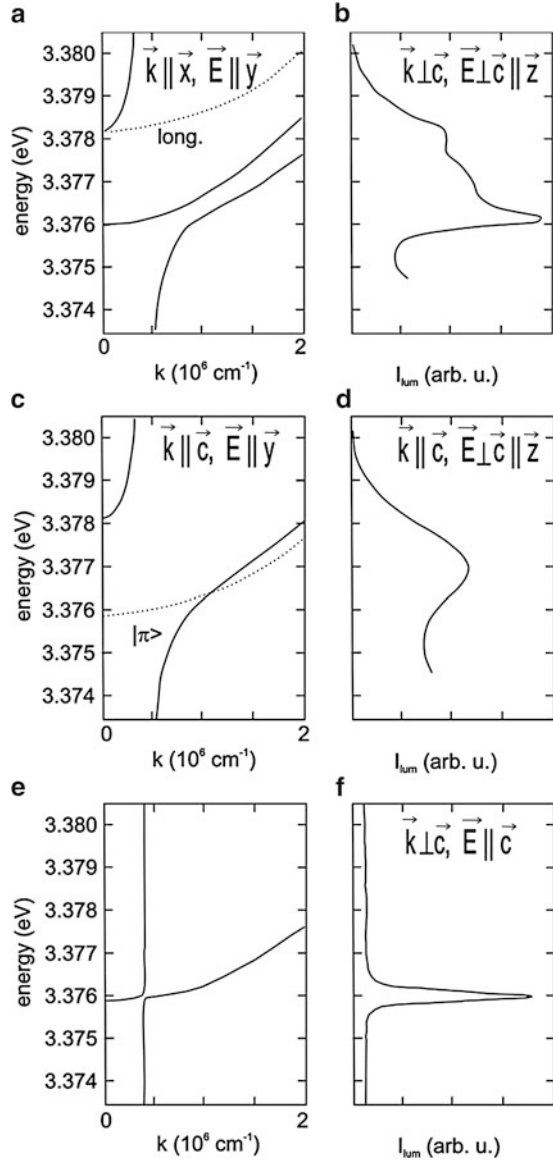 a
k⃗ ∥ x⃗, E⃗ ∥ y⃗
3.380
3.379
3.378
3.377
3.376
3.375
3.374
energy (eV)
long.
0 1 2
k (10⁶ cm⁻¹)
b
k⃗⊥c⃗, E⃗⊥c⃗ ∥ z⃗
I_lum (arb. u.)
c
k⃗ ∥ c⃗, E⃗ ∥ y⃗
3.380
3.379
3.378
3.377
3.376
3.375
3.374
energy (eV)
|π>
0 1 2
k (10⁶ cm⁻¹)
d
k⃗ ∥ c⃗, E⃗⊥c⃗ ∥ z⃗
I_lum (arb. u.)
e
3.380
3.379
3.378
3.377
3.376
3.375
3.374
energy (eV)
0 1 2
k (10⁶ cm⁻¹)
f
k⃗⊥c⃗, E⃗ ∥ c⃗
I_lum (arb. u.)